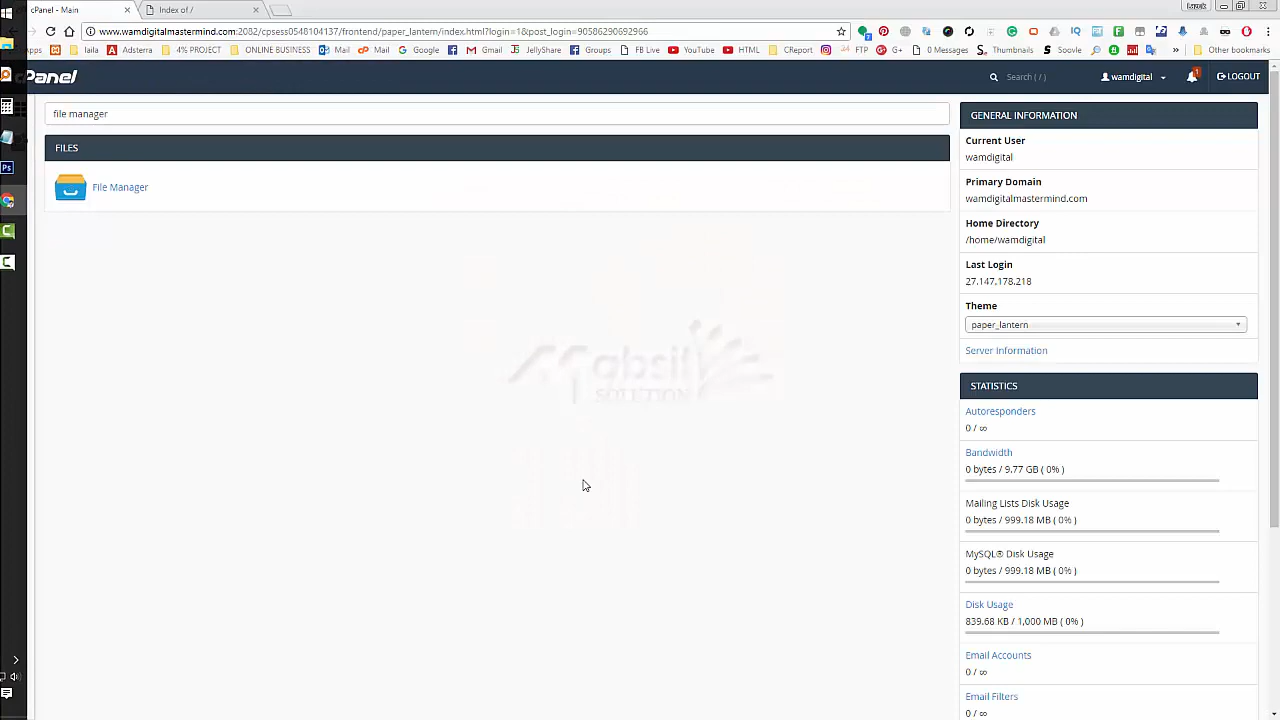 cPanel - Main
Index of /
www.wamdigitalmastermind.com:2082/cpsess0548104137/frontend/paper_lantern/index.html?login=1&post_login=90586290692966
laila Adsterra 4% PROJECT ONLINE BUSINESS Mail Mail Google Gmail JellyShare Groups FB Live YouTube HTML CReport FTP G+ 0 Messages Thumbnails Soovle » Other bookmarks
cPanel
Search ( / )
wamdigital
1
LOGOUT
file manager
FILES
File Manager
GENERAL INFORMATION
Current User
wamdigital
Primary Domain
wamdigitalmastermind.com
Home Directory
/home/wamdigital
Last Login
27.147.178.218
Theme
paper_lantern
Server Information
STATISTICS
Autoresponders
0 / ∞
Bandwidth
0 bytes / 9.77 GB ( 0% )
Mailing Lists Disk Usage
0 bytes / 999.18 MB ( 0% )
MySQL® Disk Usage
0 bytes / 999.18 MB ( 0% )
Disk Usage
839.68 KB / 1,000 MB ( 0% )
Email Accounts
0 / ∞
Email Filters
0 / ∞
SOLUTION
Ps